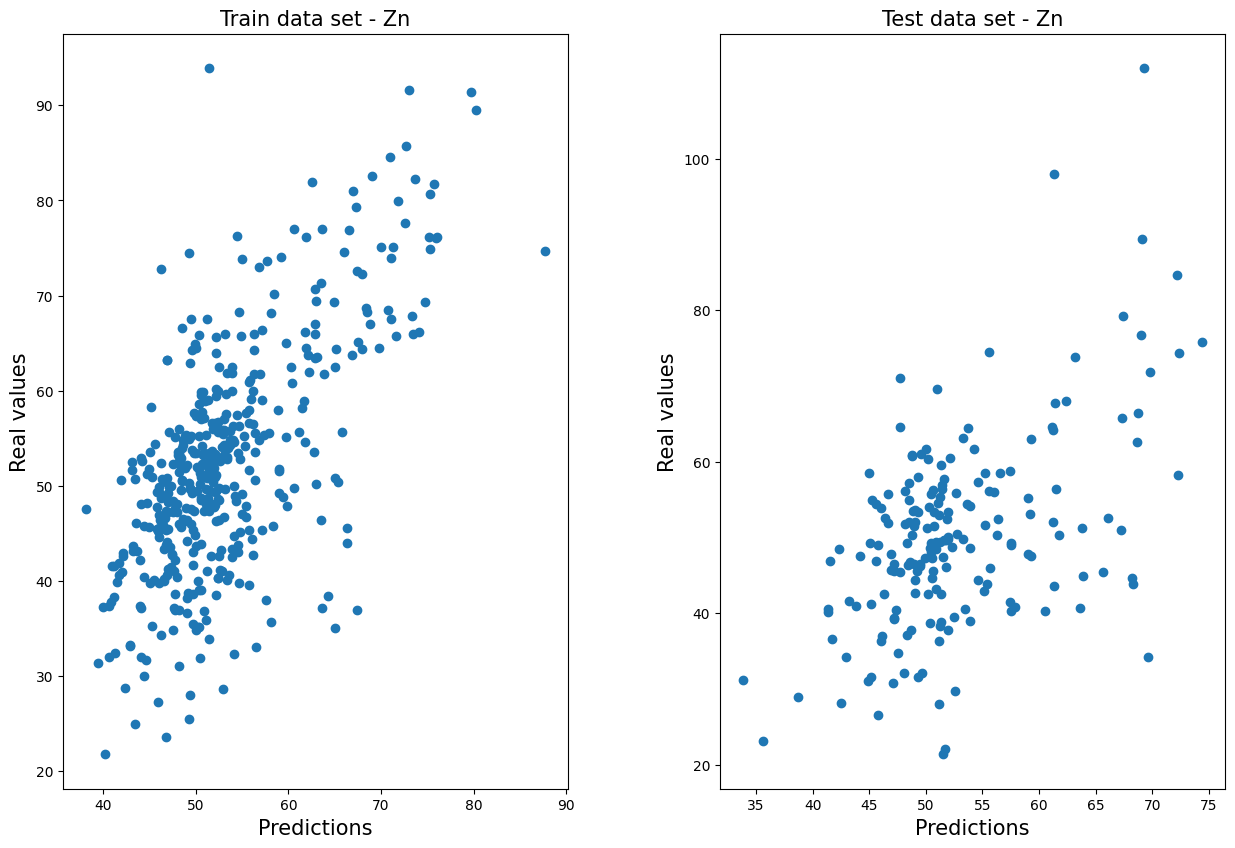 Train data set - Zn
Real values
90
80
70
60
50
40
30
20
40 50 60 70 80 90
Predictions
Test data set - Zn
Real values
100
80
60
40
20
35 40 45 50 55 60 65 70 75
Predictions